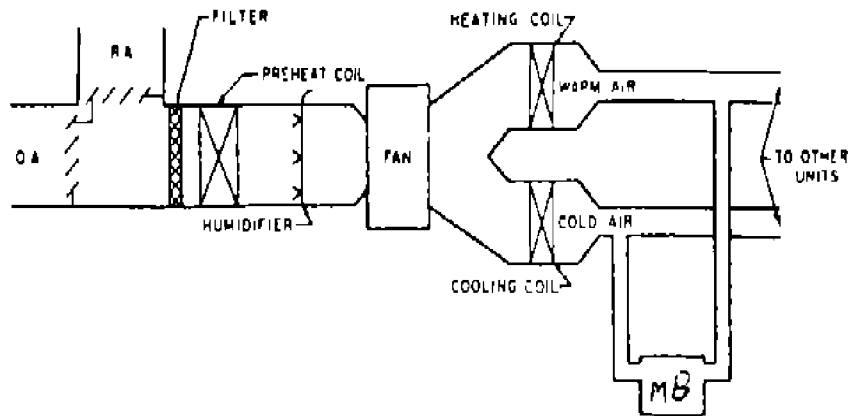 FILTER
HEATING COIL
RA
PREHEAT COIL
WARM AIR
OA
FAN
TO OTHER
UNITS
HUMIDIFIER
COLD AIR
COOLING COIL
MB